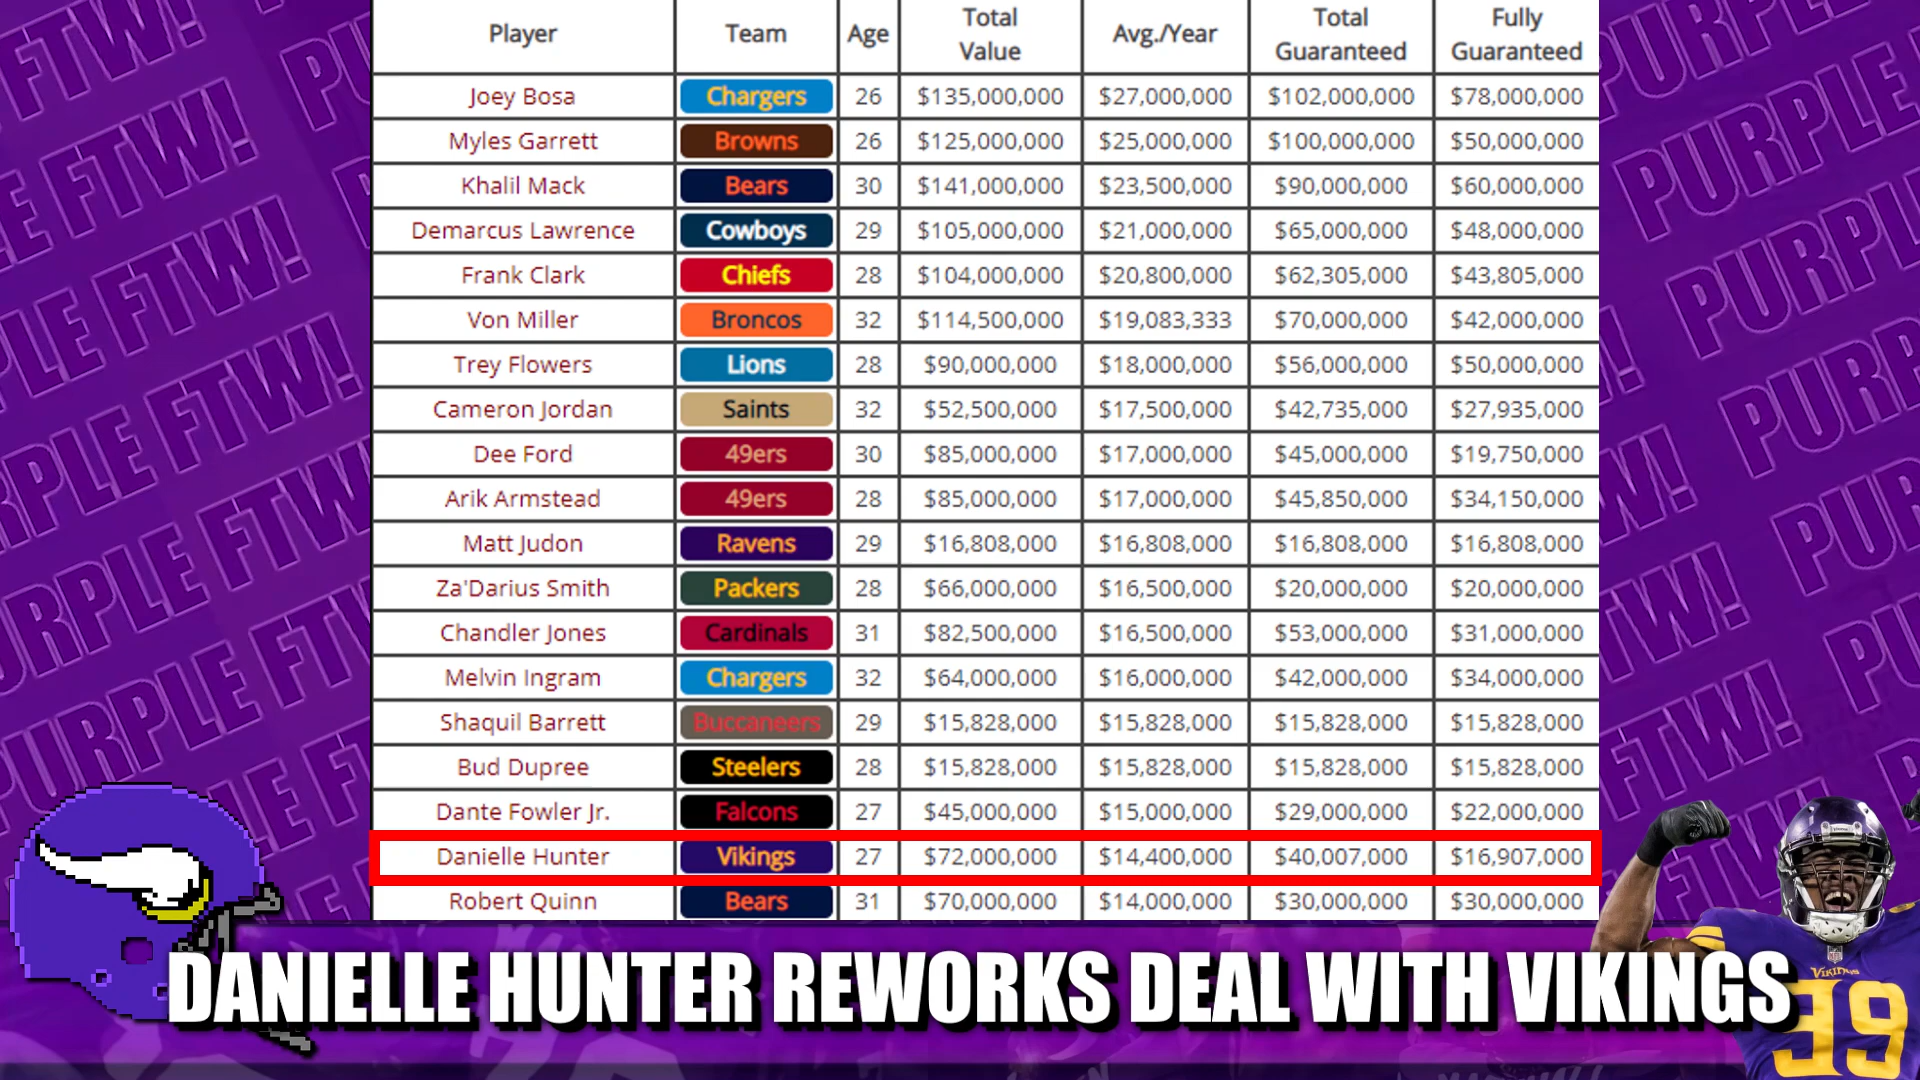 Player Team Age Total Value Avg./Year Total Guaranteed Fully Guaranteed
Joey Bosa Chargers 26 $135,000,000 $27,000,000 $102,000,000 $78,000,000
Myles Garrett Browns 26 $125,000,000 $25,000,000 $100,000,000 $50,000,000
Khalil Mack Bears 30 $141,000,000 $23,500,000 $90,000,000 $60,000,000
Demarcus Lawrence Cowboys 29 $105,000,000 $21,000,000 $65,000,000 $48,000,000
Frank Clark Chiefs 28 $104,000,000 $20,800,000 $62,305,000 $43,805,000
Von Miller Broncos 32 $114,500,000 $19,083,333 $70,000,000 $42,000,000
Trey Flowers Lions 28 $90,000,000 $18,000,000 $56,000,000 $50,000,000
Cameron Jordan Saints 32 $52,500,000 $17,500,000 $42,735,000 $27,935,000
Dee Ford 49ers 30 $85,000,000 $17,000,000 $45,000,000 $19,750,000
Arik Armstead 49ers 28 $85,000,000 $17,000,000 $45,850,000 $34,150,000
Matt Judon Ravens 29 $16,808,000 $16,808,000 $16,808,000 $16,808,000
Za'Darius Smith Packers 28 $66,000,000 $16,500,000 $20,000,000 $20,000,000
Chandler Jones Cardinals 31 $82,500,000 $16,500,000 $53,000,000 $31,000,000
Melvin Ingram Chargers 32 $64,000,000 $16,000,000 $42,000,000 $34,000,000
Shaquil Barrett Buccaneers 29 $15,828,000 $15,828,000 $15,828,000 $15,828,000
Bud Dupree Steelers 28 $15,828,000 $15,828,000 $15,828,000 $15,828,000
Dante Fowler Jr. Falcons 27 $45,000,000 $15,000,000 $29,000,000 $22,000,000
Danielle Hunter Vikings 27 $72,000,000 $14,400,000 $40,007,000 $16,907,000
Robert Quinn Bears 31 $70,000,000 $14,000,000 $30,000,000 $30,000,000
DANIELLE HUNTER REWORKS DEAL WITH VIKINGS
VIKINGS
99
PURPLE FTW!